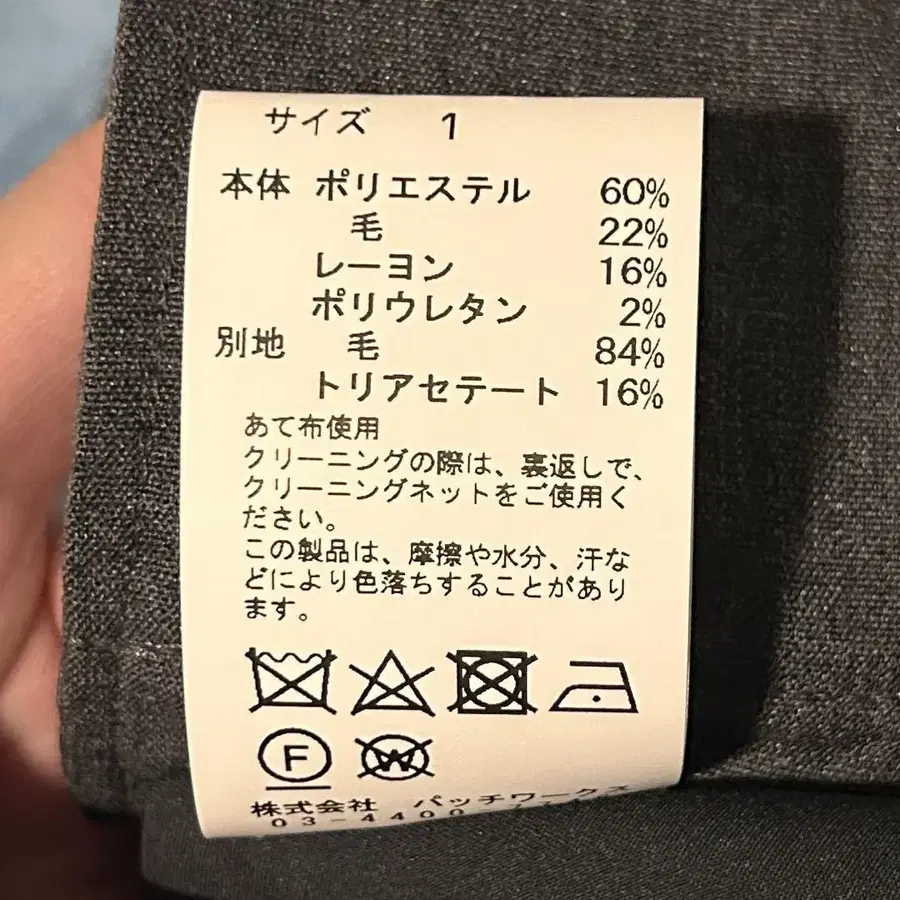 サイズ 1
本体 ポリエステル 60%
毛 22%
レーヨン 16%
ポリウレタン 2%
別地 毛 84%
トリアセテート 16%
あて布使用
クリーニングの際は、裏返しで、
クリーニングネットをご使用く
ださい。
この製品は、摩擦や水分、汗な
どにより色落ちすることがあり
ます。
F W
株式会社 パッチワークス
03-4400-